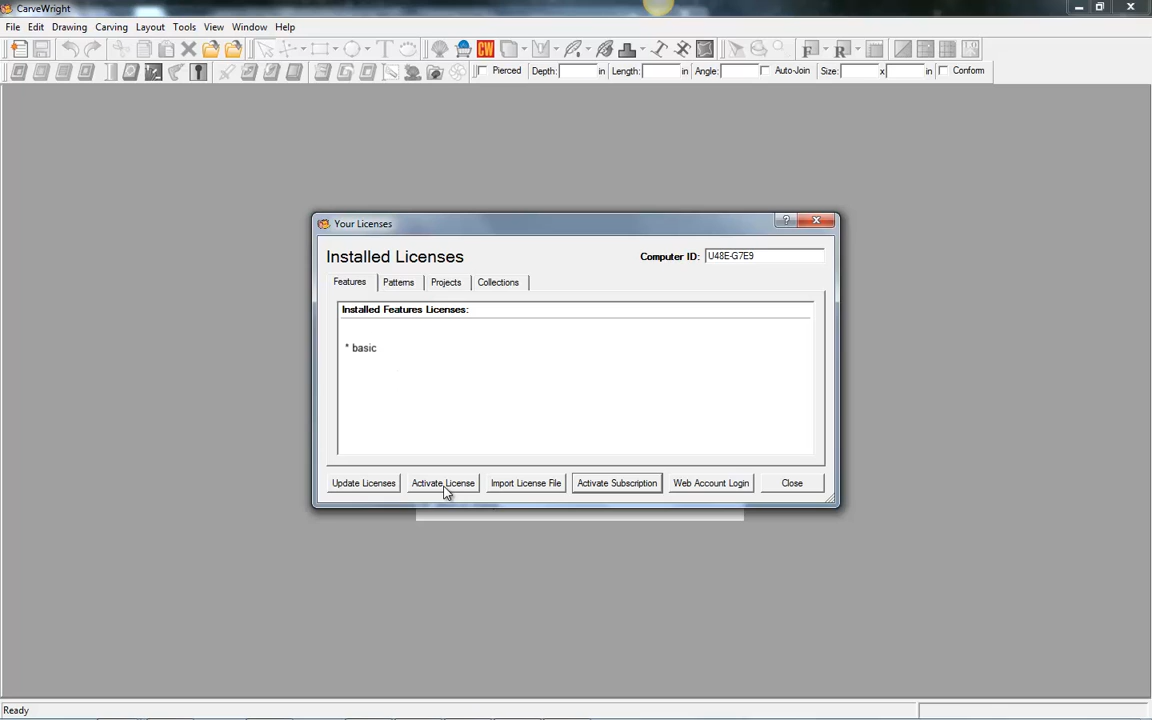 CarveWright
File Edit Drawing Carving Layout Tools View Window Help
CW F R
Pierced Depth: in Length: in Angle: Auto-Join Size: x in Conform
Your Licenses
Installed Licenses
Computer ID: U48E-G7E9
Features Patterns Projects Collections
Installed Features Licenses:
* basic
Update Licenses Activate License Import License File Activate Subscription Web Account Login Close
Ready